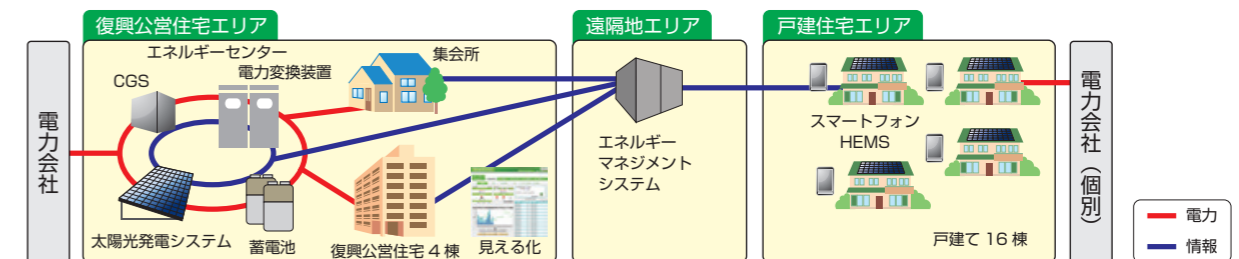 復興公営住宅エリア
遠隔地エリア
戸建住宅エリア
電力会社
エネルギーセンター
電力変換装置
CGS
集会所
太陽光発電システム
蓄電池
復興公営住宅 4 棟
見える化
エネルギー
マネジメント
システム
スマートフォン
HEMS
戸建て 16 棟
電力会社（個別）
電力
情報